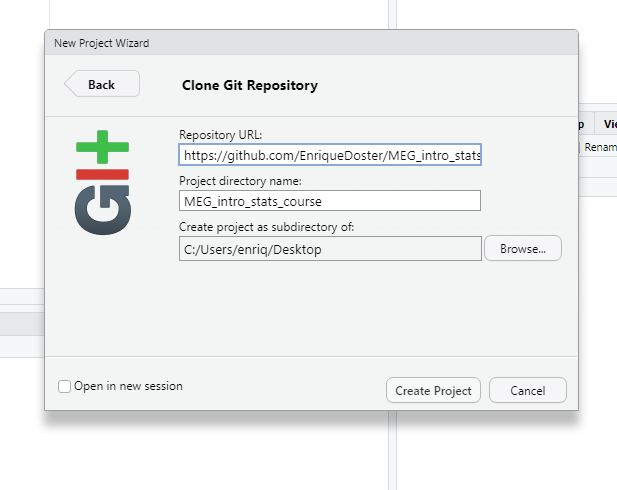 New Project Wizard
Back
Clone Git Repository
Repository URL:
https://github.com/EnriqueDoster/MEG_intro_stats
Project directory name:
MEG_intro_stats_course
Create project as subdirectory of:
C:/Users/enriq/Desktop
Browse...
git
Open in new session
Create Project
Cancel
p
Vie
Renam